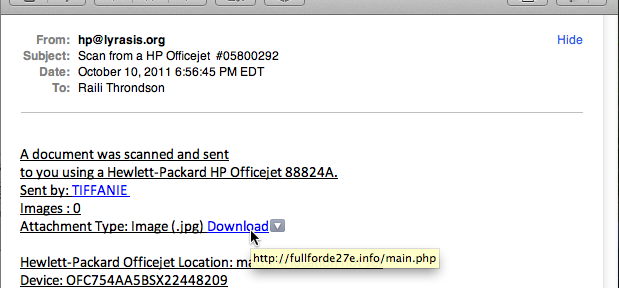 From: hp@lyrasis.org
Hide
Subject: Scan from a HP Officejet #05800292
Date: October 10, 2011 6:56:45 PM EDT
To: Raili Throndson
A document was scanned and sent
to you using a Hewlett-Packard HP Officejet 88824A.
Sent by: TIFFANIE
Images : 0
Attachment Type: Image (.jpg) Download
http://fullforde27e.info/main.php
Hewlett-Packard Officejet Location:
Device: OFC754AA5BSX22448209